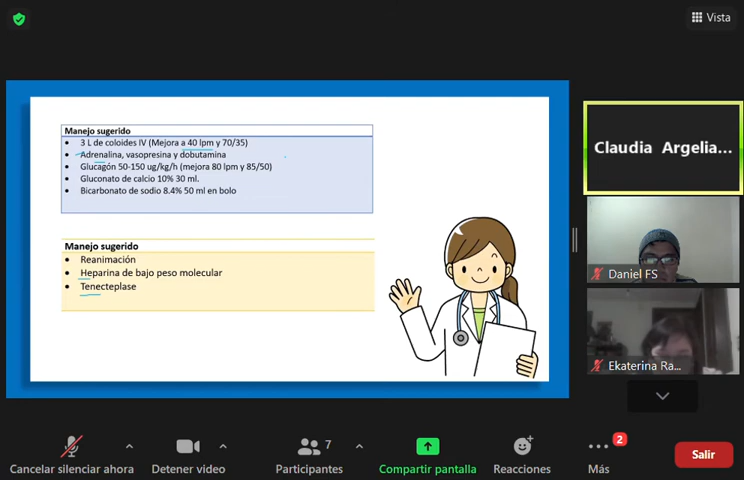 Vista
Manejo sugerido
• 3 L de coloides IV (Mejora a 40 lpm y 70/35)
• Adrenalina, vasopresina y dobutamina
• Glucagón 50-150 ug/kg/h (mejora 80 lpm y 85/50)
• Gluconato de calcio 10% 30 ml.
• Bicarbonato de sodio 8.4% 50 ml en bolo
Manejo sugerido
• Reanimación
• Heparina de bajo peso molecular
• Tenecteplase
Claudia Argelia...
Daniel FS
Ekaterina Ra...
Cancelar silenciar ahora
Detener video
7
Participantes
Compartir pantalla
Reacciones
2
Más
Salir